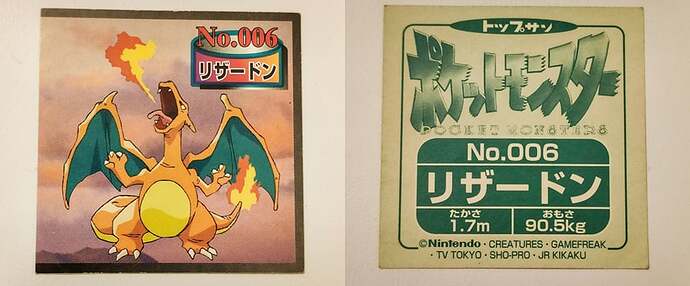 No.006
リザードン
トップサン
ポケットモンスター
POCKET MONSTERS
No.006
リザードン
たかさ
1.7m
おもさ
90.5kg
©Nintendo・CREATURES・GAMEFREAK
・TV TOKYO・SHO-PRO・JR KIKAKU